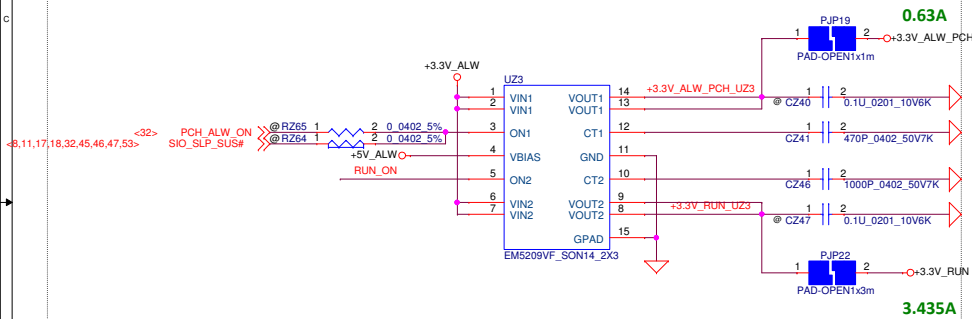 C
0.63A
PJP19
1 2
+3.3V_ALW_PCH
PAD-OPEN1x1m
+3.3V_ALW
UZ3
1 VIN1 VOUT1 14 +3.3V_ALW_PCH_UZ3
2 VIN1 VOUT1 13
@ CZ40 1 2 0.1U_0201_10V6K
<32> PCH_ALW_ON @ RZ65 1 2 0_0402_5%
3 ON1 CT1 12
CZ41 1 2 470P_0402_50V7K
<8,11,17,18,32,45,46,47,53> SIO_SLP_SUS# @ RZ64 1 2 0_0402_5%
+5V_ALW 4 VBIAS GND 11
RUN_ON 5 ON2 CT2 10
CZ46 1 2 1000P_0402_50V7K
6 VIN2 VOUT2 9
7 VIN2 VOUT2 8 +3.3V_RUN_UZ3
@ CZ47 1 2 0.1U_0201_10V6K
GPAD 15
EM5209VF_SON14_2X3
PJP22
1 2
+3.3V_RUN
PAD-OPEN1x3m
3.435A